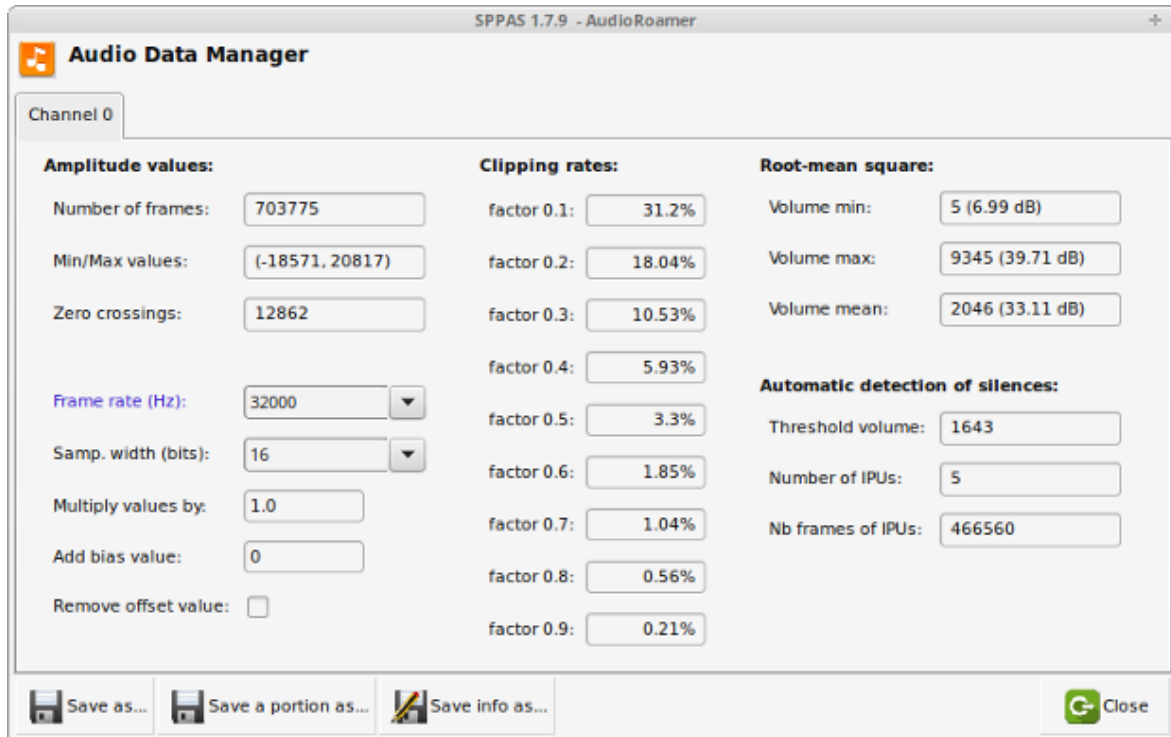 SPPAS 1.7.9 - AudioRoamer
Audio Data Manager
Channel 0
Amplitude values:
Number of frames: 703775
Min/Max values: (-18571, 20817)
Zero crossings: 12862
Frame rate (Hz): 32000
Samp. width (bits): 16
Multiply values by: 1.0
Add bias value: 0
Remove offset value:
Clipping rates:
factor 0.1: 31.2%
factor 0.2: 18.04%
factor 0.3: 10.53%
factor 0.4: 5.93%
factor 0.5: 3.3%
factor 0.6: 1.85%
factor 0.7: 1.04%
factor 0.8: 0.56%
factor 0.9: 0.21%
Root-mean square:
Volume min: 5 (6.99 dB)
Volume max: 9345 (39.71 dB)
Volume mean: 2046 (33.11 dB)
Automatic detection of silences:
Threshold volume: 1643
Number of IPUs: 5
Nb frames of IPUs: 466560
Save as... Save a portion as... Save info as... Close